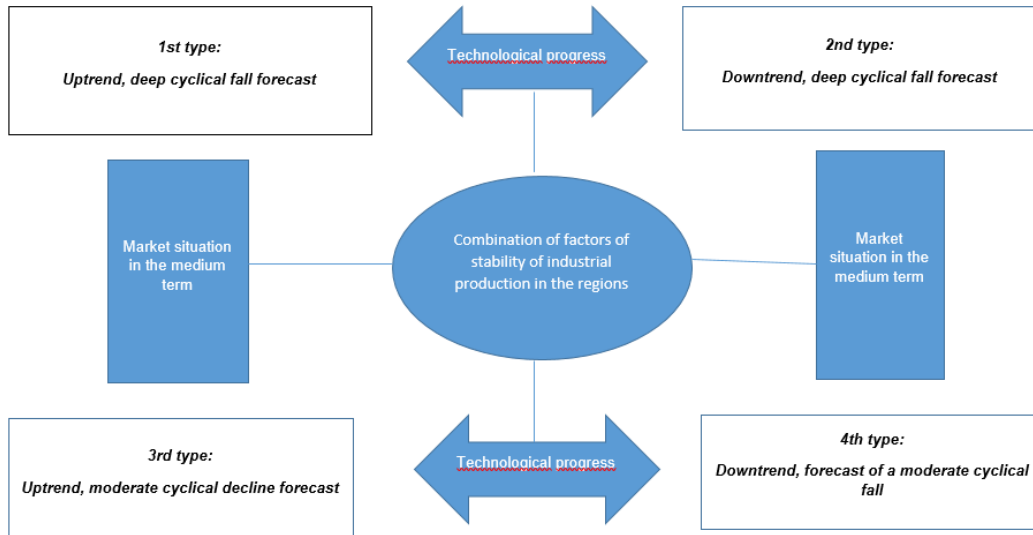 1st type:
Uptrend, deep cyclical fall forecast
Technological progress
2nd type:
Downtrend, deep cyclical fall forecast
Market situation
in the medium
term
Combination of factors of
stability of industrial
production in the regions
Market
situation in the
medium term
3rd type:
Uptrend, moderate cyclical decline forecast
Technological progress
4th type:
Downtrend, forecast of a moderate cyclical
fall